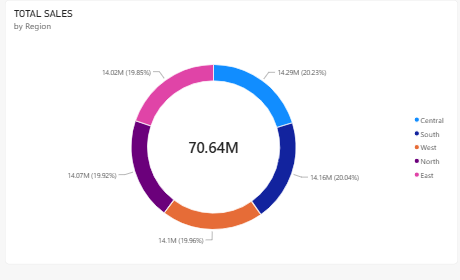 TOTAL SALES
by Region
14.02M (19.85%)
14.29M (20.23%)
Central
South
70.64M
West
North
14.07M (19.92%)
East
14.16M (20.04%)
14.1M (19.96%)